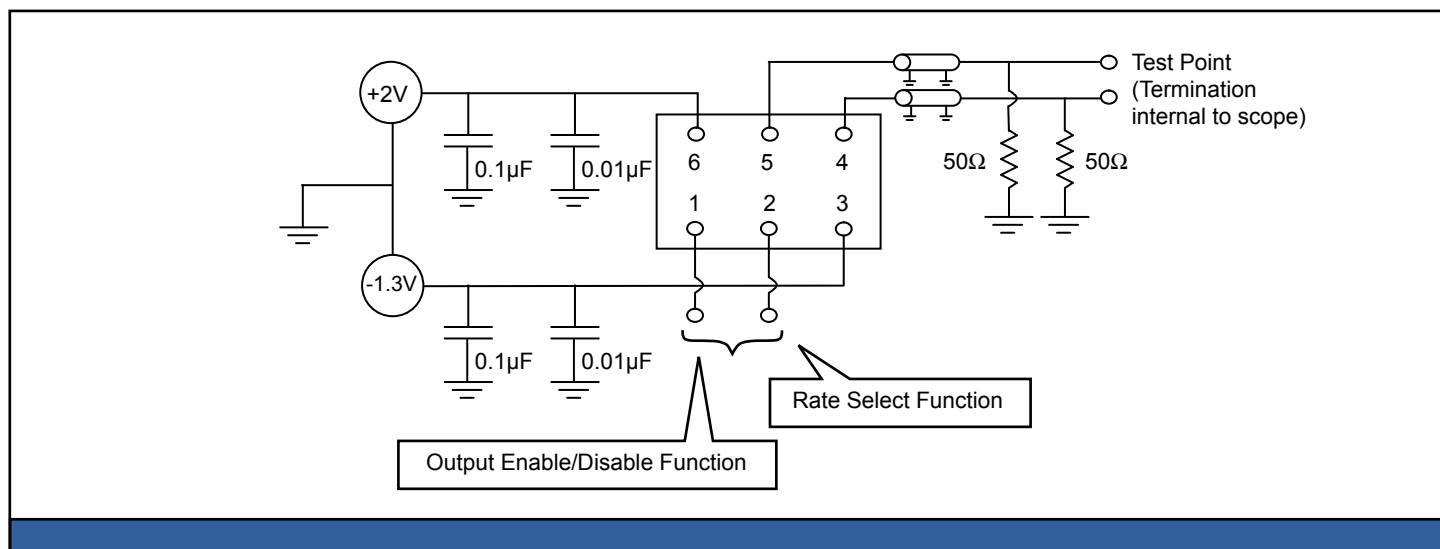 +2V
0.1µF
0.01µF
6
5
4
1
2
3
Test Point
(Termination
internal to scope)
50Ω
50Ω
-1.3V
0.1µF
0.01µF
Rate Select Function
Output Enable/Disable Function